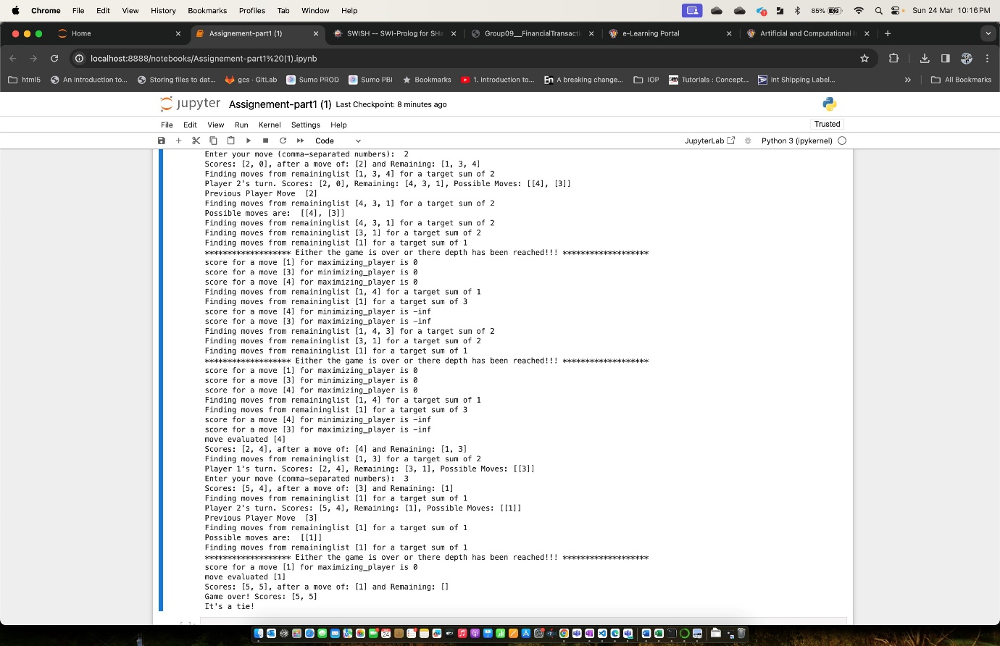 Chrome File Edit View History Bookmarks Profiles Tab Window Help 85% Sun 24 Mar 10:16 PM
Home Assignement-part1 (1) SWISH -- SWI-Prolog for SHa Group09__FinancialTransacti e-Learning Portal Artificial and Computational I
localhost:8888/notebooks/Assignement-part1%20(1).ipynb
html5 An Introduction to... Storing files to dat... gcs · GitLab Sumo PROD Sumo PBI Bookmarks 1. Introduction to... A breaking change... IOP Tutorials : Concept... Int Shipping Label... All Bookmarks
jupyter Assignement-part1 (1) Last Checkpoint: 8 minutes ago
File Edit View Run Kernel Settings Help Trusted
Code JupyterLab Python 3 (ipykernel)
Enter your move (comma-separated numbers): 2
Scores: [2, 0], after a move of: [2] and Remaining: [1, 3, 4]
Finding moves from remaininglist [1, 3, 4] for a target sum of 2
Player 2's turn. Scores: [2, 0], Remaining: [4, 3, 1], Possible Moves: [[4], [3]]
Previous Player Move [2]
Finding moves from remaininglist [4, 3, 1] for a target sum of 2
Possible moves are: [[4], [3]]
Finding moves from remaininglist [4, 3, 1] for a target sum of 2
Finding moves from remaininglist [3, 1] for a target sum of 2
Finding moves from remaininglist [1] for a target sum of 1
******************* Either the game is over or there depth has been reached!!! *******************
score for a move [1] for maximizing_player is 0
score for a move [3] for minimizing_player is 0
score for a move [4] for maximizing_player is 0
Finding moves from remaininglist [1, 4] for a target sum of 1
Finding moves from remaininglist [1] for a target sum of 3
score for a move [4] for minimizing_player is -inf
score for a move [3] for maximizing_player is -inf
Finding moves from remaininglist [1, 4, 3] for a target sum of 2
Finding moves from remaininglist [3, 1] for a target sum of 2
Finding moves from remaininglist [1] for a target sum of 1
******************* Either the game is over or there depth has been reached!!! *******************
score for a move [1] for maximizing_player is 0
score for a move [3] for minimizing_player is 0
score for a move [4] for maximizing_player is 0
Finding moves from remaininglist [1, 4] for a target sum of 1
Finding moves from remaininglist [1] for a target sum of 3
score for a move [4] for minimizing_player is -inf
score for a move [3] for maximizing_player is -inf
move evaluated [4]
Scores: [2, 4], after a move of: [4] and Remaining: [1, 3]
Finding moves from remaininglist [1, 3] for a target sum of 2
Player 1's turn. Scores: [2, 4], Remaining: [3, 1], Possible Moves: [[3]]
Enter your move (comma-separated numbers): 3
Scores: [5, 4], after a move of: [3] and Remaining: [1]
Finding moves from remaininglist [1] for a target sum of 1
Player 2's turn. Scores: [5, 4], Remaining: [1], Possible Moves: [[1]]
Previous Player Move [3]
Finding moves from remaininglist [1] for a target sum of 1
Possible moves are: [[1]]
Finding moves from remaininglist [1] for a target sum of 1
******************* Either the game is over or there depth has been reached!!! *******************
score for a move [1] for maximizing_player is 0
move evaluated [1]
Scores: [5, 5], after a move of: [1] and Remaining: []
Game over! Scores: [5, 5]
It's a tie!